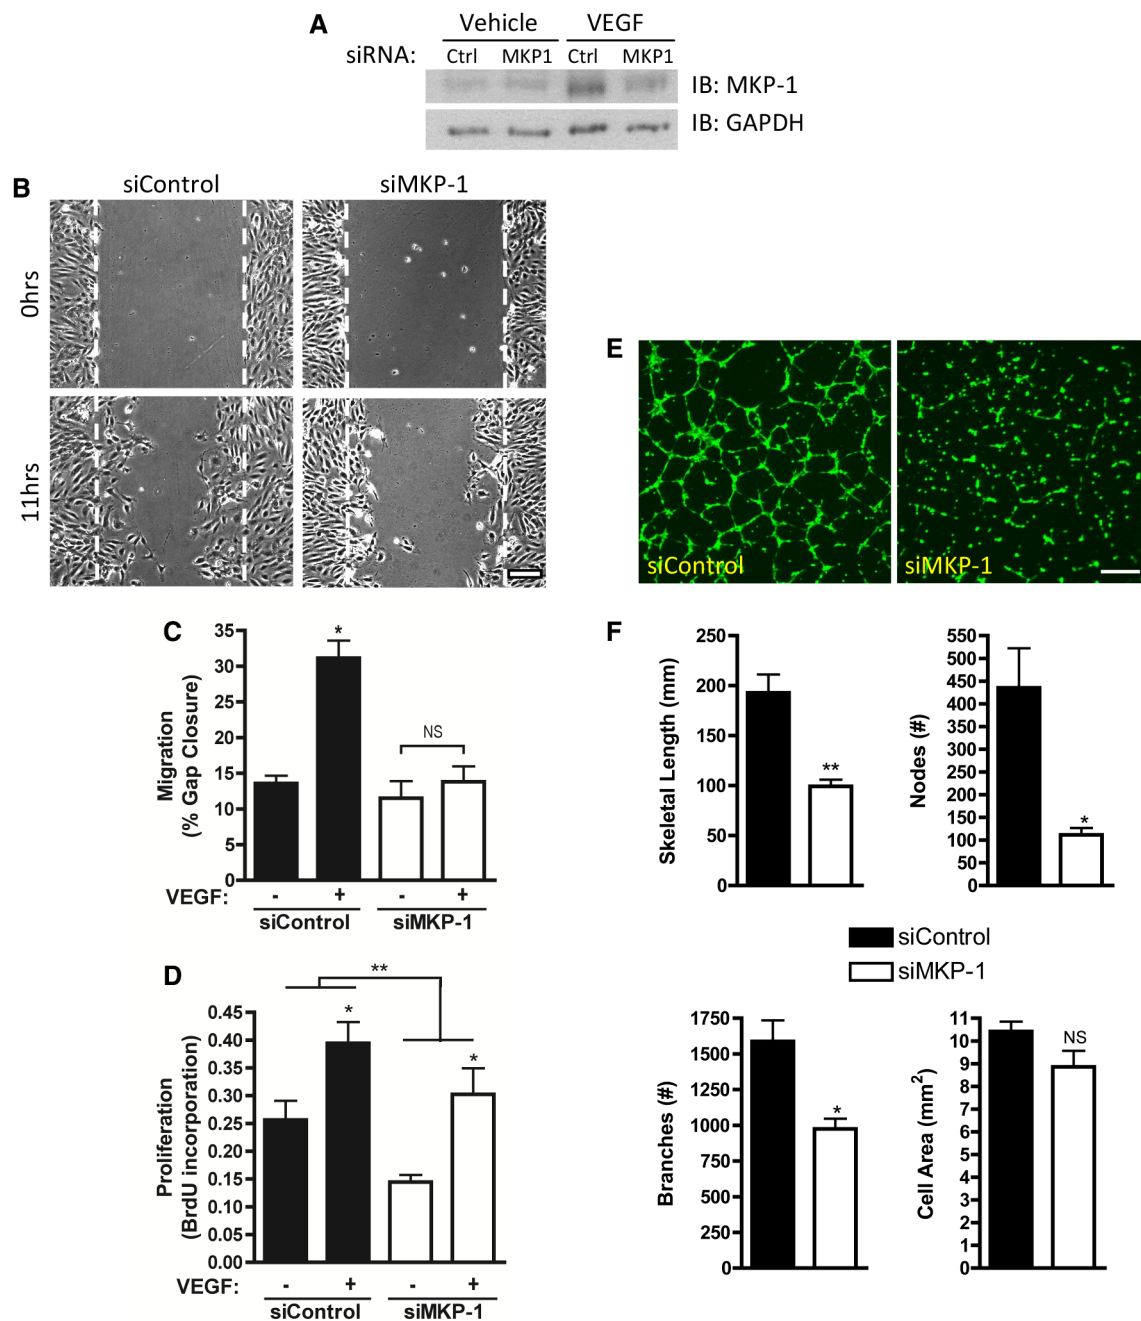 A
Vehicle VEGF
siRNA: Ctrl MKP1 Ctrl MKP1
IB: MKP-1
IB: GAPDH
B
siControl siMKP-1
0hrs
11hrs
C
Migration
(% Gap Closure)
35
30
25
20
15
10
5
0
*
NS
VEGF: - + - +
siControl siMKP-1
D
Proliferation
(BrdU incorporation)
0.45
0.40
0.35
0.30
0.25
0.20
0.15
0.10
0.05
0.00
**
*
*
VEGF: - + - +
siControl siMKP-1
E
siControl siMKP-1
F
Skeletal Length (mm)
250
200
150
100
50
0
**
Nodes (#)
550
500
450
400
350
300
250
200
150
100
50
0
*
siControl
siMKP-1
Branches (#)
1750
1500
1250
1000
750
500
250
0
*
Cell Area (mm²)
11
10
9
8
7
6
5
4
3
2
1
0
NS